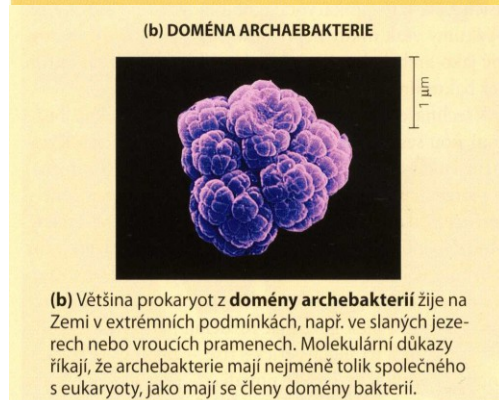 (b) DOMÉNA ARCHAEBAKTERIE
1 µm
(b) Většina prokaryot z domény archebakterií žije na
Zemi v extrémních podmínkách, např. ve slaných jeze-
rech nebo vroucích pramenech. Molekulární důkazy
říkají, že archebakterie mají nejméně tolik společného
s eukaryoty, jako mají se členy domény bakterií.